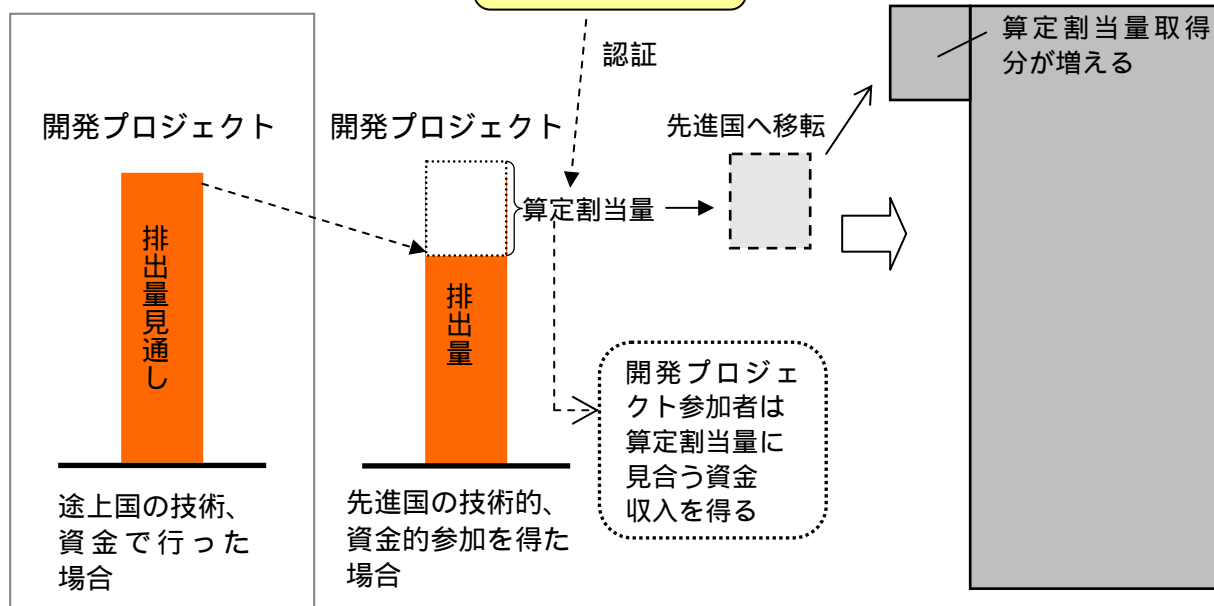 認証
算定割当量取得
分が増える
開発プロジェクト
開発プロジェクト
先進国へ移転
算定割当量
排出量見通し
排出量
開発プロジェ
クト参加者は
算定割当量に
見合う資金
収入を得る
途上国の技術、
資金で行った
場合
先進国の技術的、
資金的参加を得た
場合